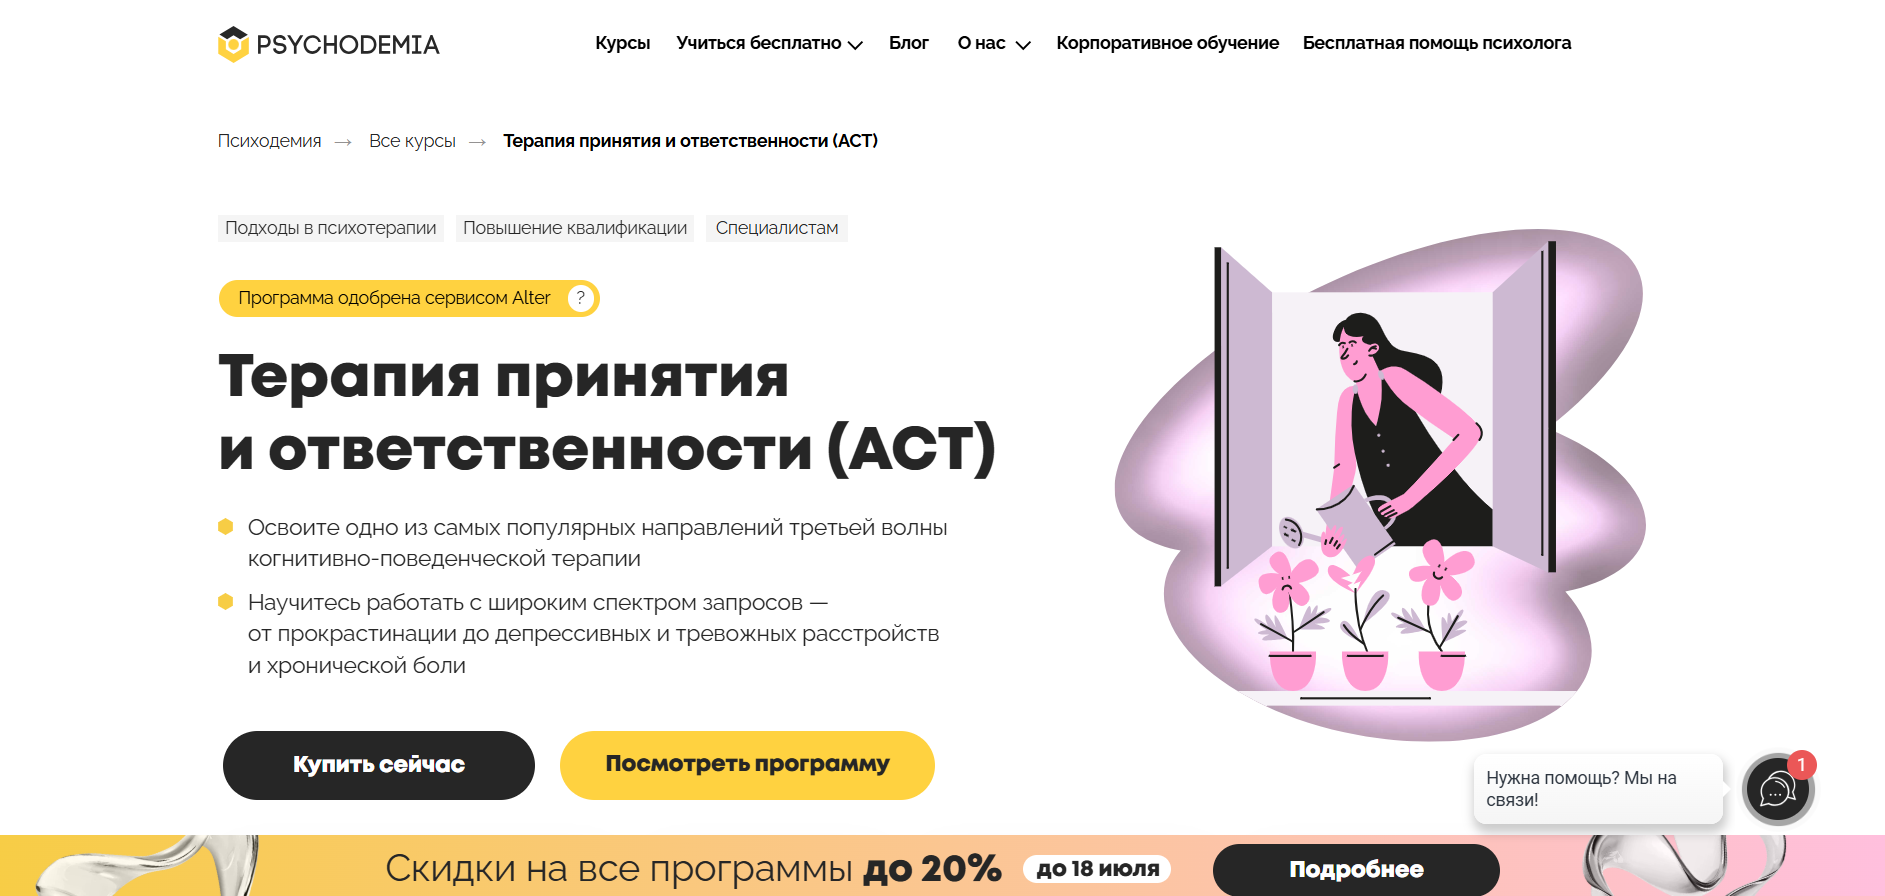 PSYCHODEMIA
Курсы
Учиться бесплатно
Блог
О нас
Корпоративное обучение
Бесплатная помощь психолога
Психодемия → Все курсы → Терапия принятия и ответственности (ACT)
Подходы в психотерапии
Повышение квалификации
Специалистам
Программа одобрена сервисом Alter ?
Терапия принятия
и ответственности (ACT)
Освоите одно из самых популярных направлений третьей волны
когнитивно-поведенческой терапии
Научитесь работать с широким спектром запросов —
от прокрастинации до депрессивных и тревожных расстройств
и хронической боли
Купить сейчас
Посмотреть программу
Нужна помощь? Мы на
связи!
1
Скидки на все программы до 20%
до 18 июля
Подробнее